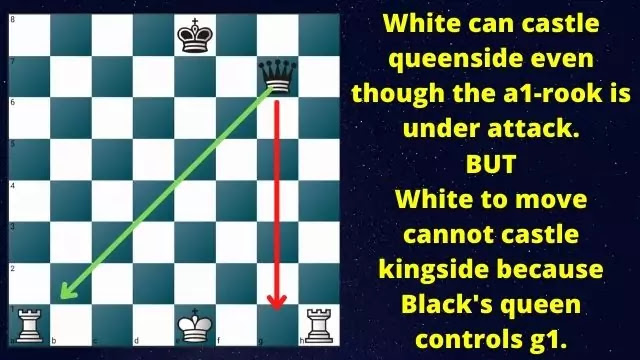 8
7
6
5
4
3
2
1
a b c d e f g h
White can castle
queenside even
though the a1-rook is
under attack.
BUT
White to move
cannot castle
kingside because
Black's queen
controls g1.